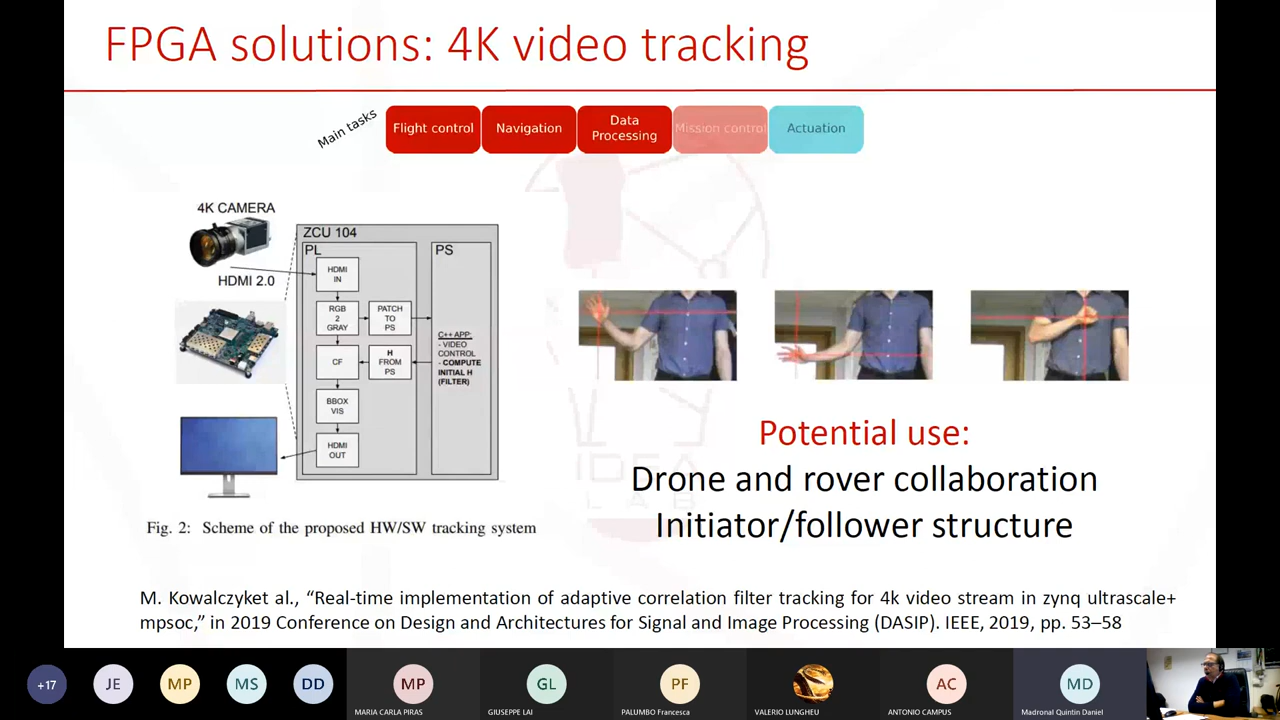 FPGA solutions: 4K video tracking
Main tasks
Flight control
Navigation
Data
Processing
Mission control
Actuation
4K CAMERA
HDMI 2.0
ZCU 104
PL
PS
HDMI
IN
RGB
2
GRAY
PATCH
TO
PS
CF
H
FROM
PS
BBOX
VIS
HDMI
OUT
C++ APP:
- VIDEO
CONTROL
- COMPUTE
INITIAL H
(FILTER)
Fig. 2: Scheme of the proposed HW/SW tracking system
IDEA
LAB
Potential use:
Drone and rover collaboration
Initiator/follower structure
M. Kowalczyket al., “Real-time implementation of adaptive correlation filter tracking for 4k video stream in zynq ultrascale+
mpsoc,” in 2019 Conference on Design and Architectures for Signal and Image Processing (DASIP). IEEE, 2019, pp. 53–58
+17
JE
MP
MS
DD
MP
MARIA CARLA PIRAS
GL
GIUSEPPE LAI
PF
PALUMBO Francesca
VALERIO LUNGHEU
AC
ANTONIO CAMPUS
MD
Madronal Quintin Daniel